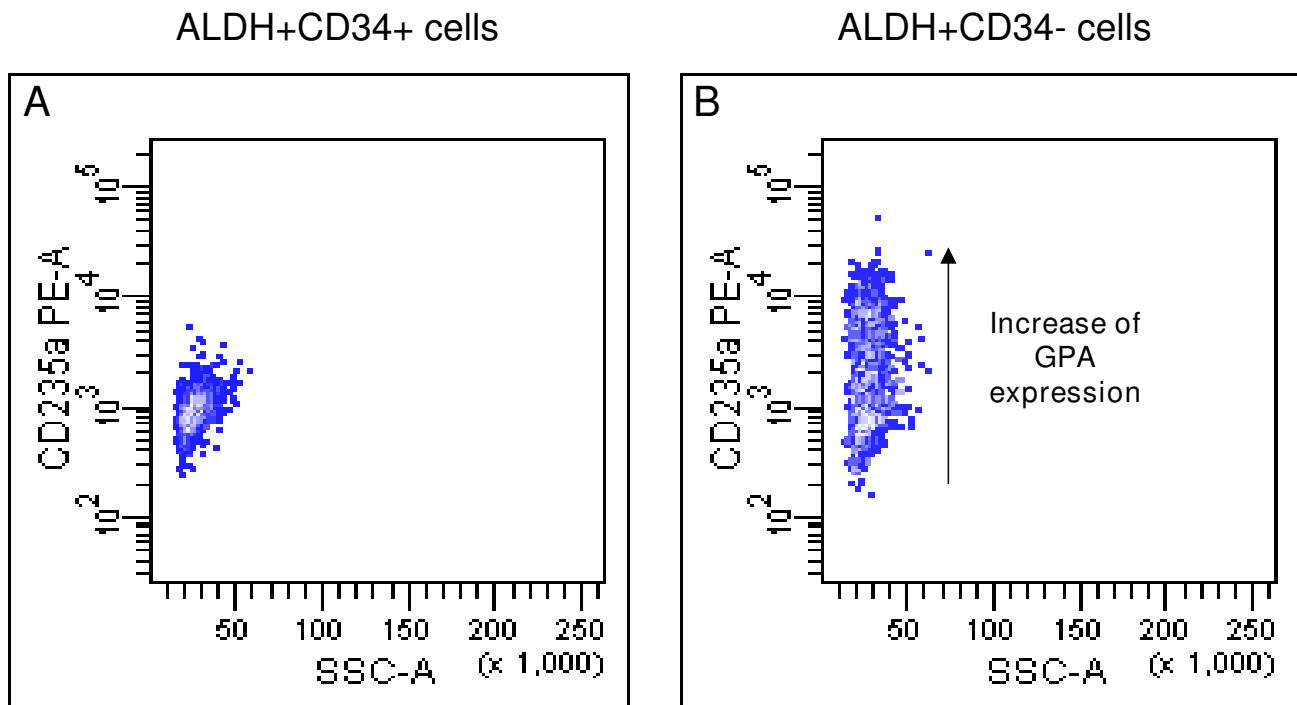 ALDH+CD34+ cells
ALDH+CD34- cells
A
CD235a PE-A
10^5
10^4
10^3
10^2
50 100 150 200 250
SSC-A (x 1,000)
B
CD235a PE-A
10^5
10^4
10^3
10^2
Increase of
GPA
expression
50 100 150 200 250
SSC-A (x 1,000)